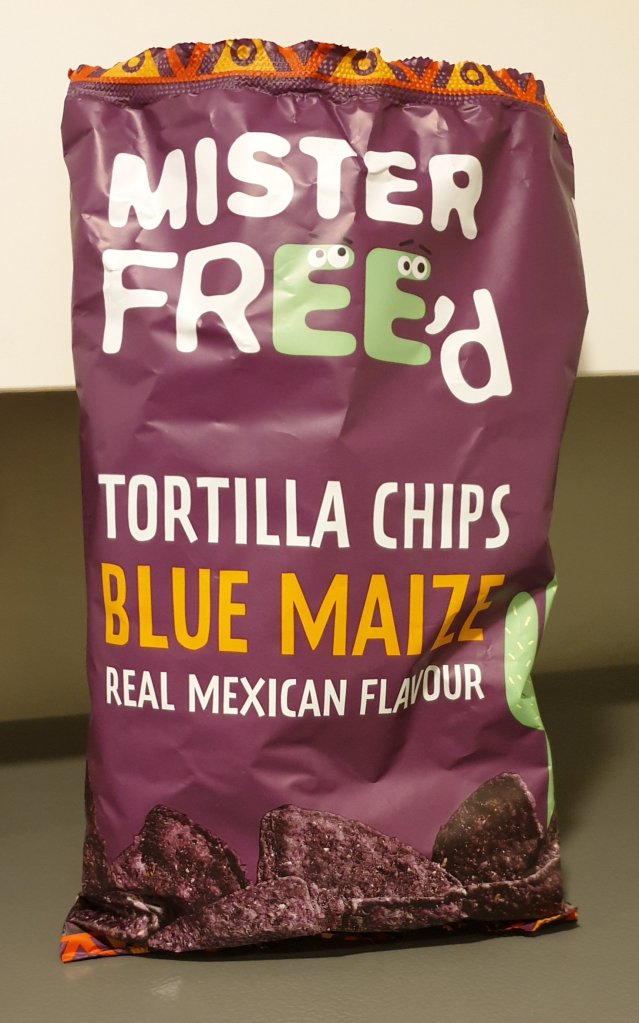 MISTER
FREE'd
TORTILLA CHIPS
BLUE MAIZE
REAL MEXICAN FLAVOUR